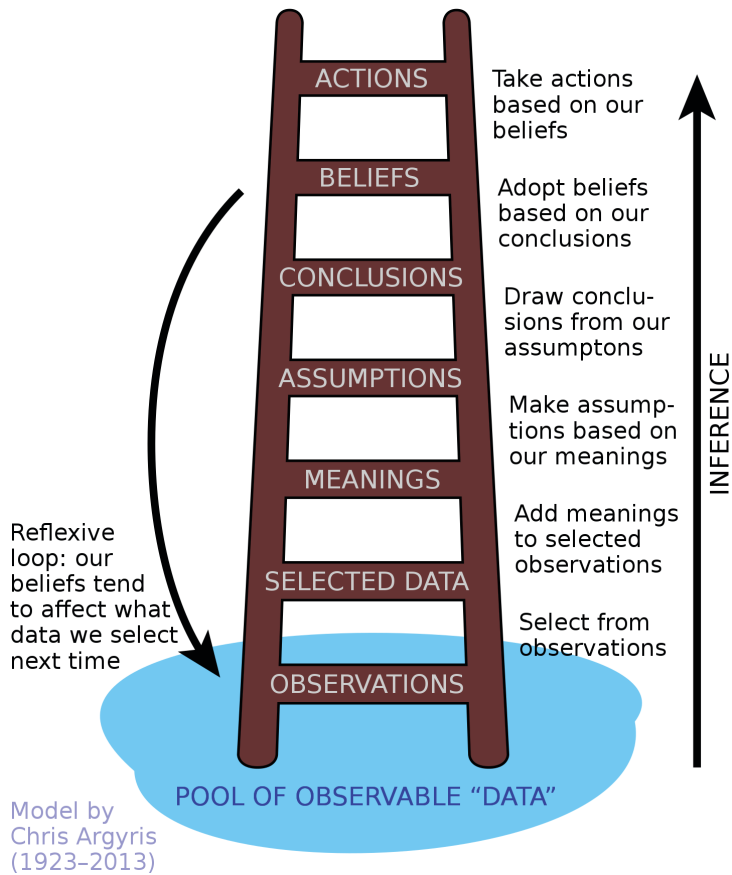 ACTIONS
Take actions
based on our
beliefs
BELIEFS
Adopt beliefs
based on our
conclusions
CONCLUSIONS
Draw conclu-
sions from our
assumptons
ASSUMPTIONS
Make assump-
tions based on
our meanings
MEANINGS
Add meanings
to selected
observations
SELECTED DATA
Select from
observations
OBSERVATIONS
INFERENCE
Reflexive
loop: our
beliefs tend
to affect what
data we select
next time
POOL OF OBSERVABLE “DATA”
Model by
Chris Argyris
(1923–2013)